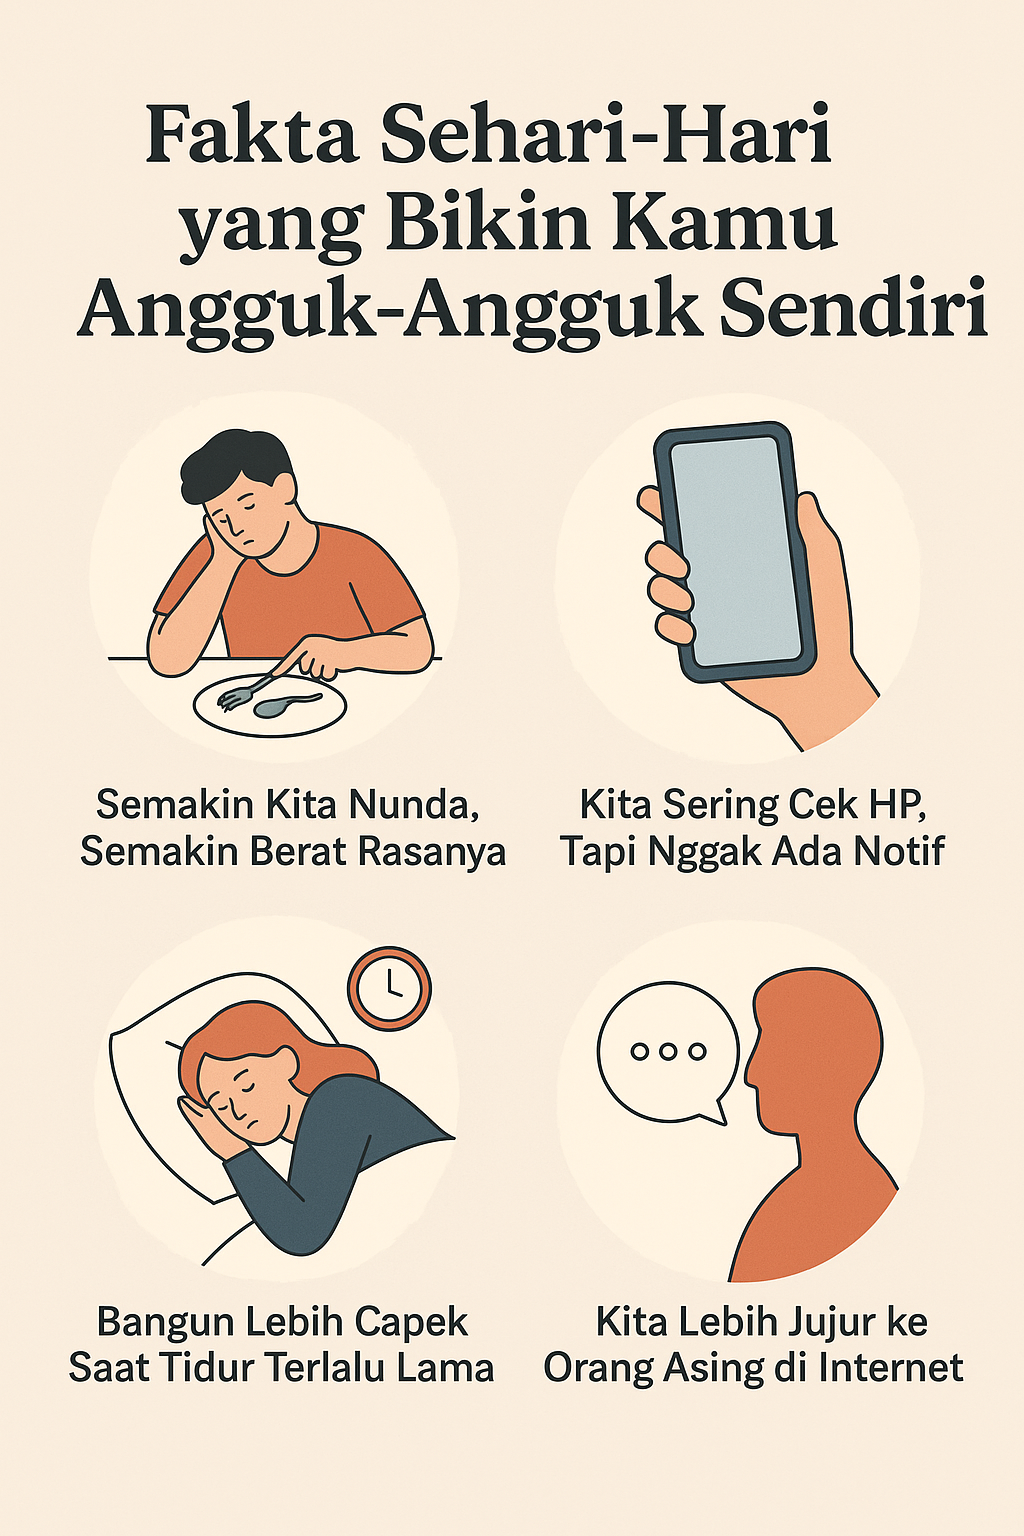 Fakta Sehari-Hari
yang Bikin Kamu
Angguk-Angguk Sendiri
Semakin Kita Nunda,
Semakin Berat Rasanya
Kita Sering Cek HP,
Tapi Nggak Ada Notif
Bangun Lebih Capek
Saat Tidur Terlalu Lama
Kita Lebih Jujur ke
Orang Asing di Internet